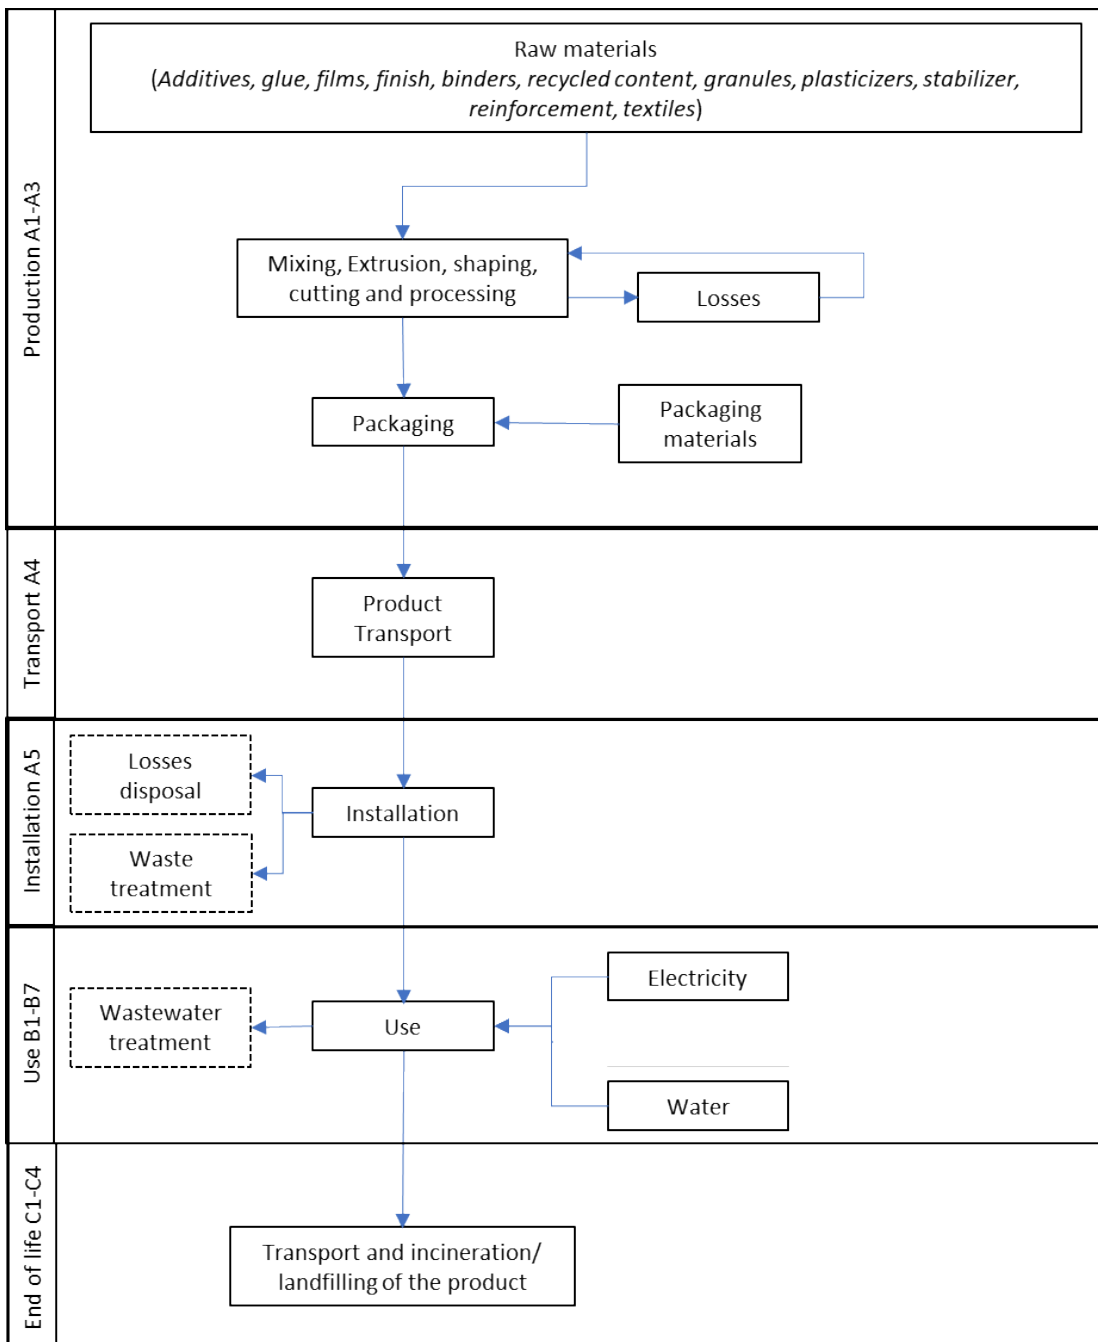 Production A1-A3
Raw materials
(Additives, glue, films, finish, binders, recycled content, granules, plasticizers, stabilizer,
reinforcement, textiles)
Mixing, Extrusion, shaping,
cutting and processing
Losses
Packaging
Packaging
materials
Transport A4
Product
Transport
Installation A5
Losses
disposal
Installation
Waste
treatment
Use B1-B7
Electricity
Wastewater
treatment
Use
Water
End of life C1-C4
Transport and incineration/
landfilling of the product